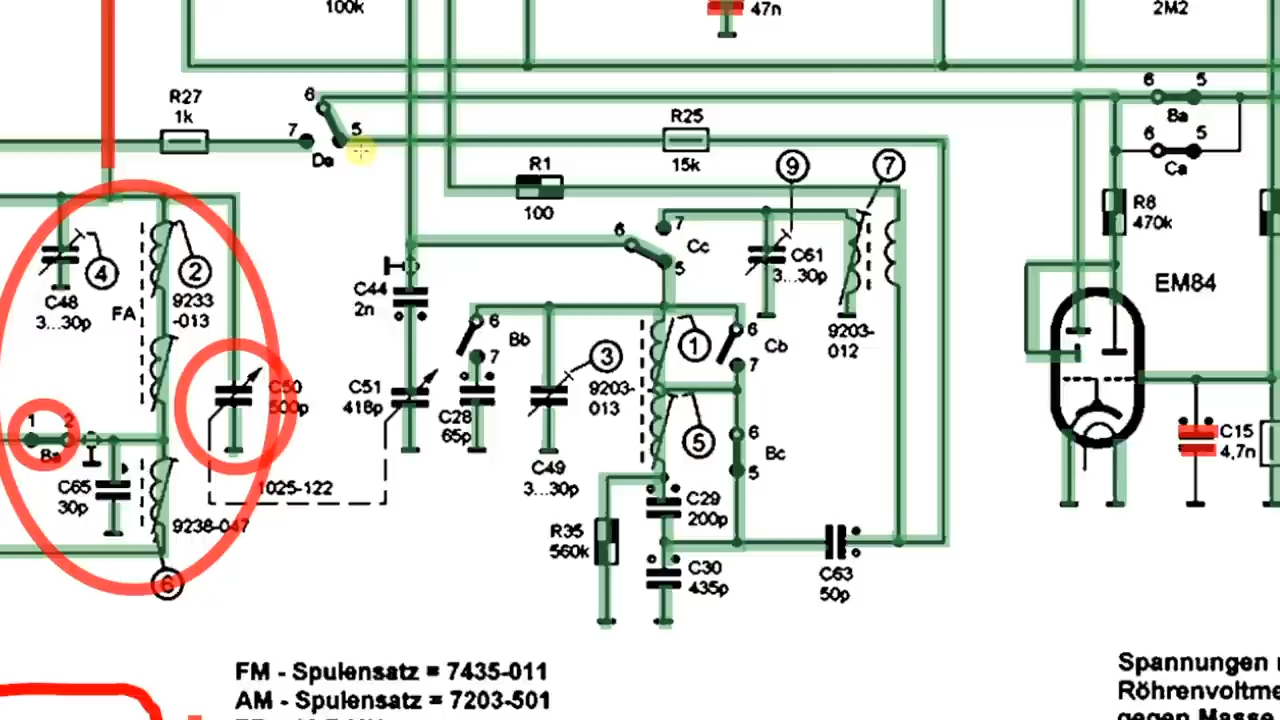 100k
47n
2M2
R27
1k
6
7
5
Da
R25
15k
6
5
Ba
6
5
Ca
R1
100
9
7
R8
470k
6
7
Cc
5
C61
3...30p
EM84
4
2
C48
3...30p
FA
9233
-013
C44
2n
9203-
012
6
Bb
7
1
6
Cb
7
3
9203-
013
C50
500p
C51
418p
C28
65p
1
2
5
6
Bc
5
C15
4,7n
C49
3...30p
C65
30p
1025-122
9238-047
C29
200p
R35
560k
C30
435p
C63
50p
6
FM - Spulensatz = 7435-011
AM - Spulensatz = 7203-501
Spannungen
Röhrenvoltme
gegen Masse